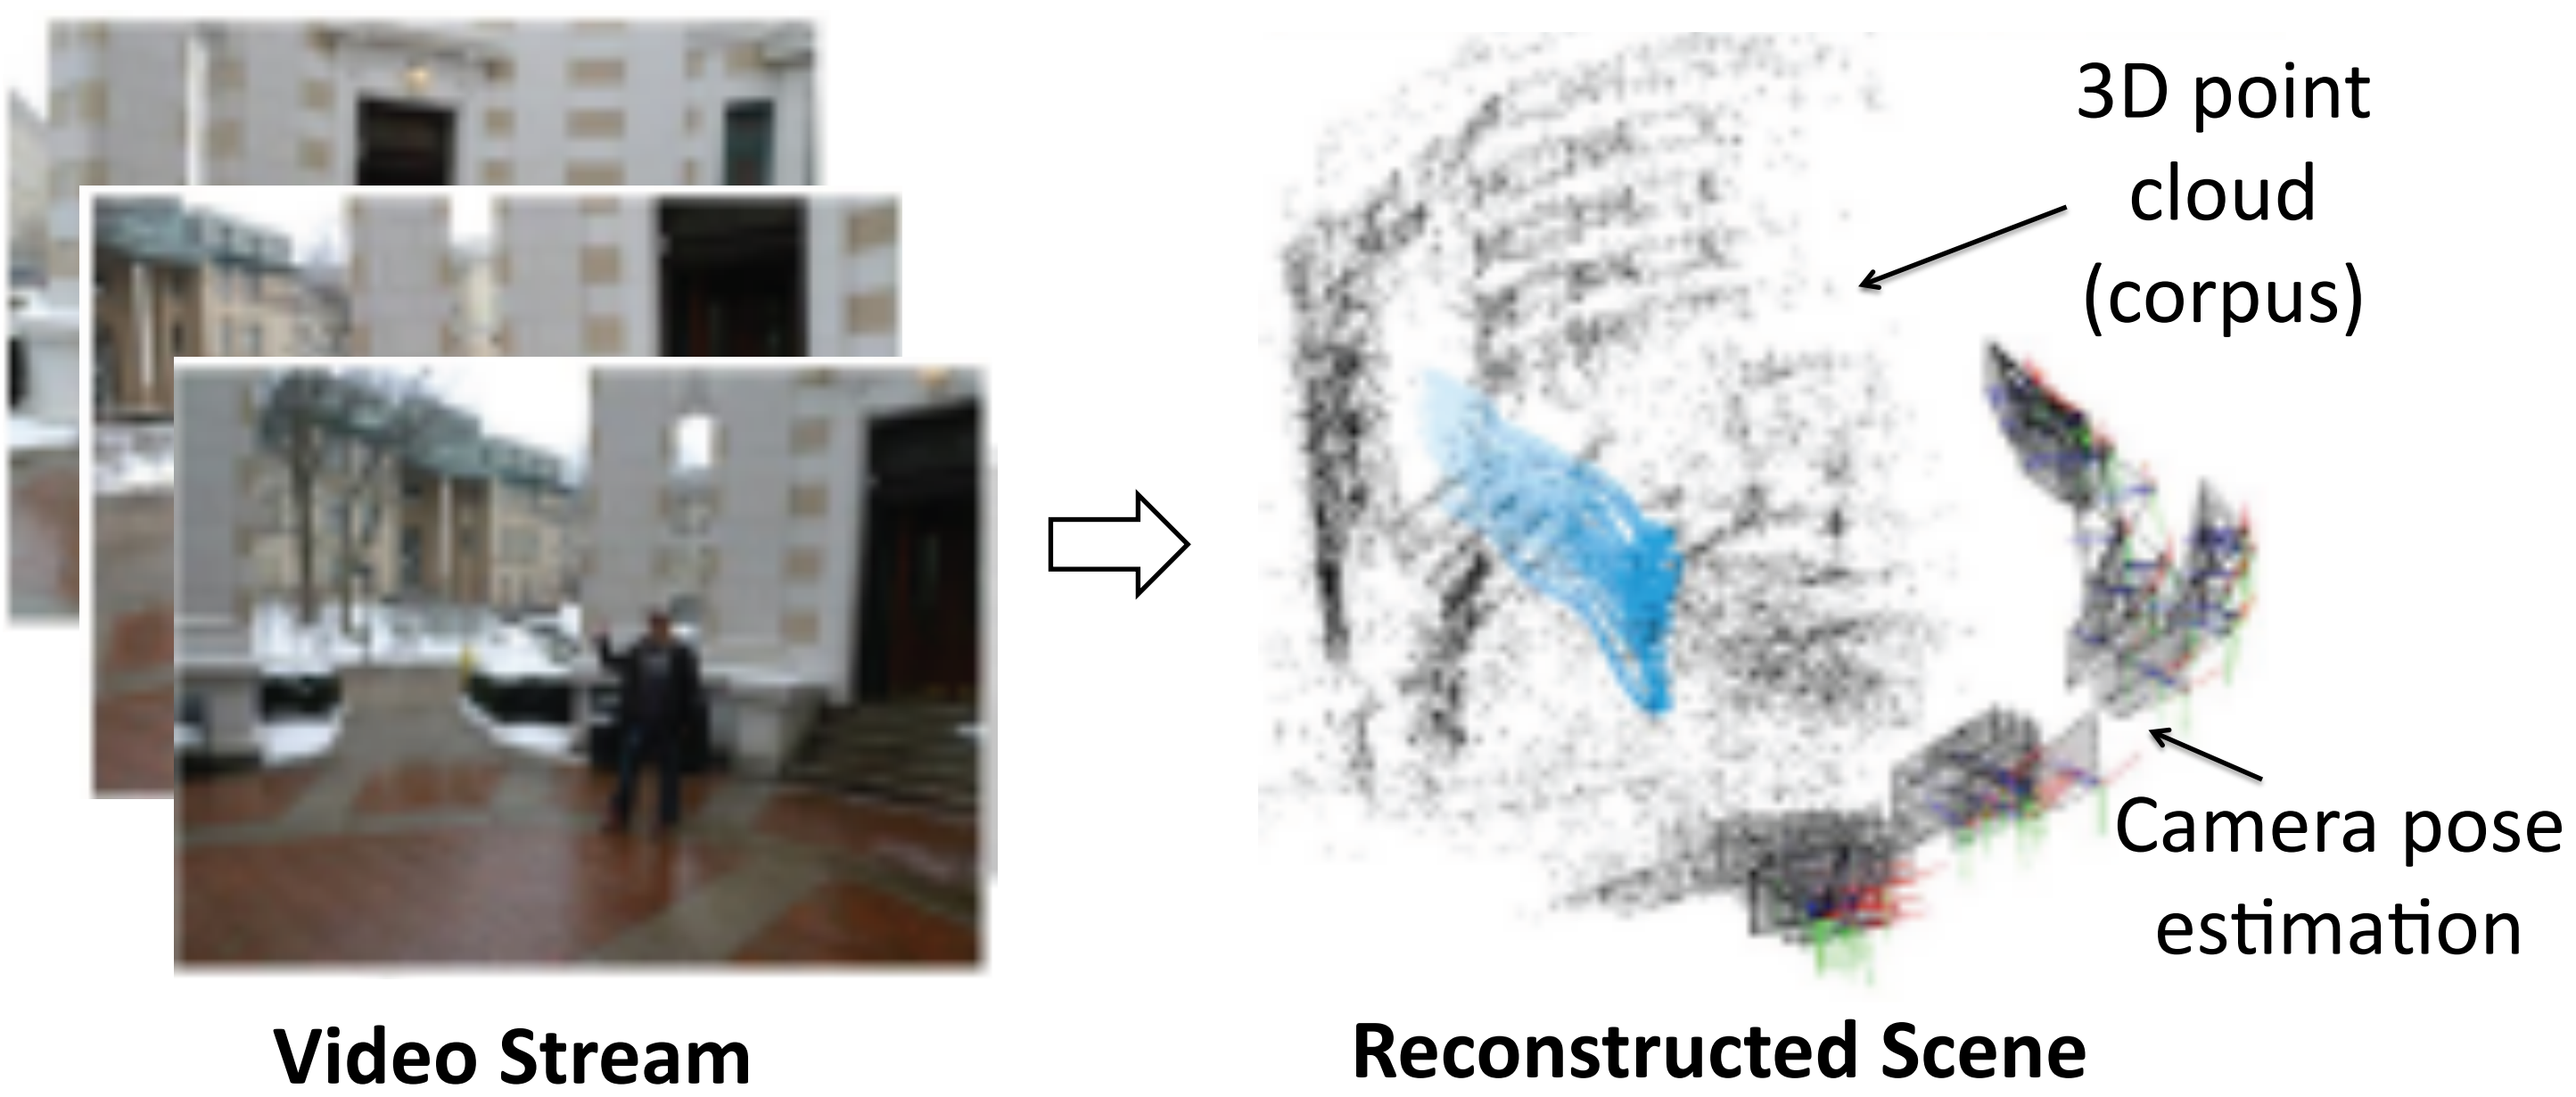 3D point
cloud
(corpus)
Camera pose
estimation
Video Stream
Reconstructed Scene